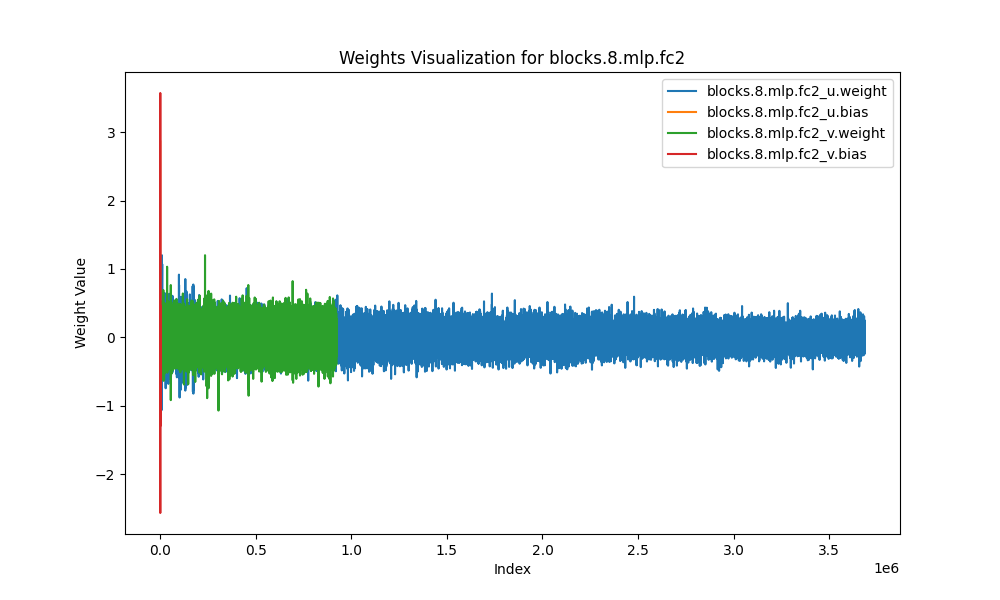 Weights Visualization for blocks.8.mlp.fc2
blocks.8.mlp.fc2_u.weight
blocks.8.mlp.fc2_u.bias
blocks.8.mlp.fc2_v.weight
blocks.8.mlp.fc2_v.bias
Weight Value
3
2
1
0
−1
−2
0.0 0.5 1.0 1.5 2.0 2.5 3.0 3.5
1e6
Index